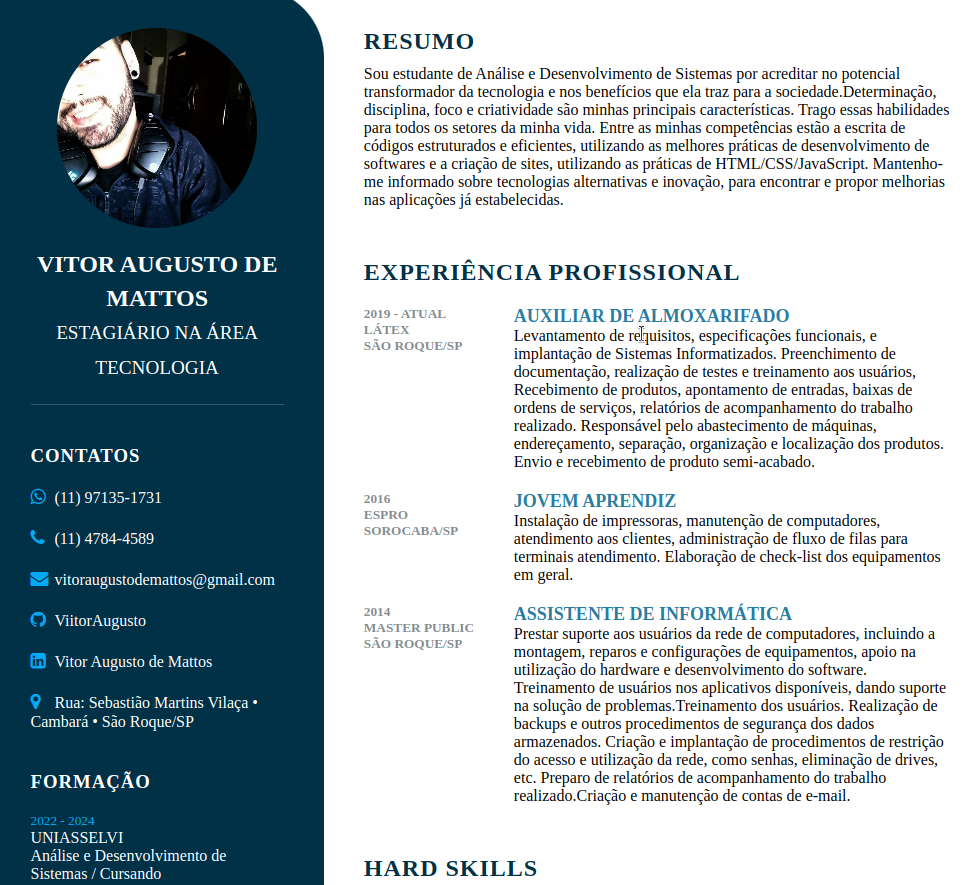 VITOR AUGUSTO DE
MATTOS
ESTAGIÁRIO NA ÁREA
TECNOLOGIA
CONTATOS
(11) 97135-1731
(11) 4784-4589
vitoraugustodemattos@gmail.com
ViitorAugusto
Vitor Augusto de Mattos
Rua: Sebastião Martins Vilaça •
Cambará • São Roque/SP
FORMAÇÃO
2022 - 2024
UNIASSELVI
Análise e Desenvolvimento de
Sistemas / Cursando
RESUMO
Sou estudante de Análise e Desenvolvimento de Sistemas por acreditar no potencial
transformador da tecnologia e nos benefícios que ela traz para a sociedade.Determinação,
disciplina, foco e criatividade são minhas principais características. Trago essas habilidades
para todos os setores da minha vida. Entre as minhas competências estão a escrita de
códigos estruturados e eficientes, utilizando as melhores práticas de desenvolvimento de
softwares e a criação de sites, utilizando as práticas de HTML/CSS/JavaScript. Mantenho-
me informado sobre tecnologias alternativas e inovação, para encontrar e propor melhorias
nas aplicações já estabelecidas.
EXPERIÊNCIA PROFISSIONAL
2019 - ATUAL
LÁTEX
SÃO ROQUE/SP
AUXILIAR DE ALMOXARIFADO
Levantamento de requisitos, especificações funcionais, e
implantação de Sistemas Informatizados. Preenchimento de
documentação, realização de testes e treinamento aos usuários,
Recebimento de produtos, apontamento de entradas, baixas de
ordens de serviços, relatórios de acompanhamento do trabalho
realizado. Responsável pelo abastecimento de máquinas,
endereçamento, separação, organização e localização dos produtos.
Envio e recebimento de produto semi-acabado.
2016
ESPRO
SOROCABA/SP
JOVEM APRENDIZ
Instalação de impressoras, manutenção de computadores,
atendimento aos clientes, administração de fluxo de filas para
terminais atendimento. Elaboração de check-list dos equipamentos
em geral.
2014
MASTER PUBLIC
SÃO ROQUE/SP
ASSISTENTE DE INFORMÁTICA
Prestar suporte aos usuários da rede de computadores, incluindo a
montagem, reparos e configurações de equipamentos, apoio na
utilização do hardware e desenvolvimento do software.
Treinamento de usuários nos aplicativos disponíveis, dando suporte
na solução de problemas.Treinamento dos usuários. Realização de
backups e outros procedimentos de segurança dos dados
armazenados. Criação e implantação de procedimentos de restrição
do acesso e utilização da rede, como senhas, eliminação de drives,
etc. Preparo de relatórios de acompanhamento do trabalho
realizado.Criação e manutenção de contas de e-mail.
HARD SKILLS